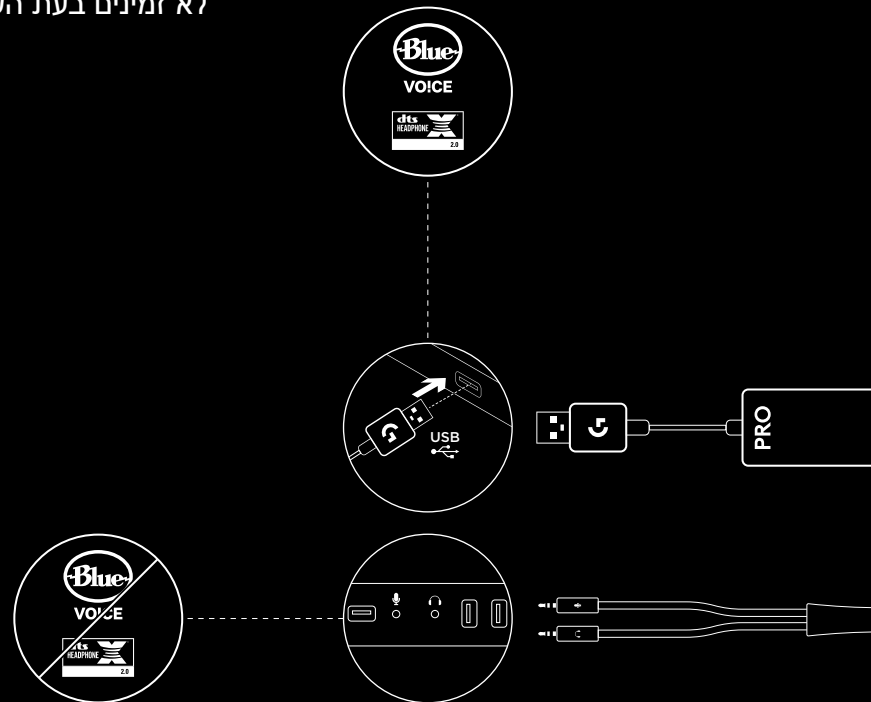 לא זמינים בעת
Blue
VO!CE
dts
HEADPHONE X
2.0
USB
PRO
Blue
VO!CE
dts
HEADPHONE X
2.0